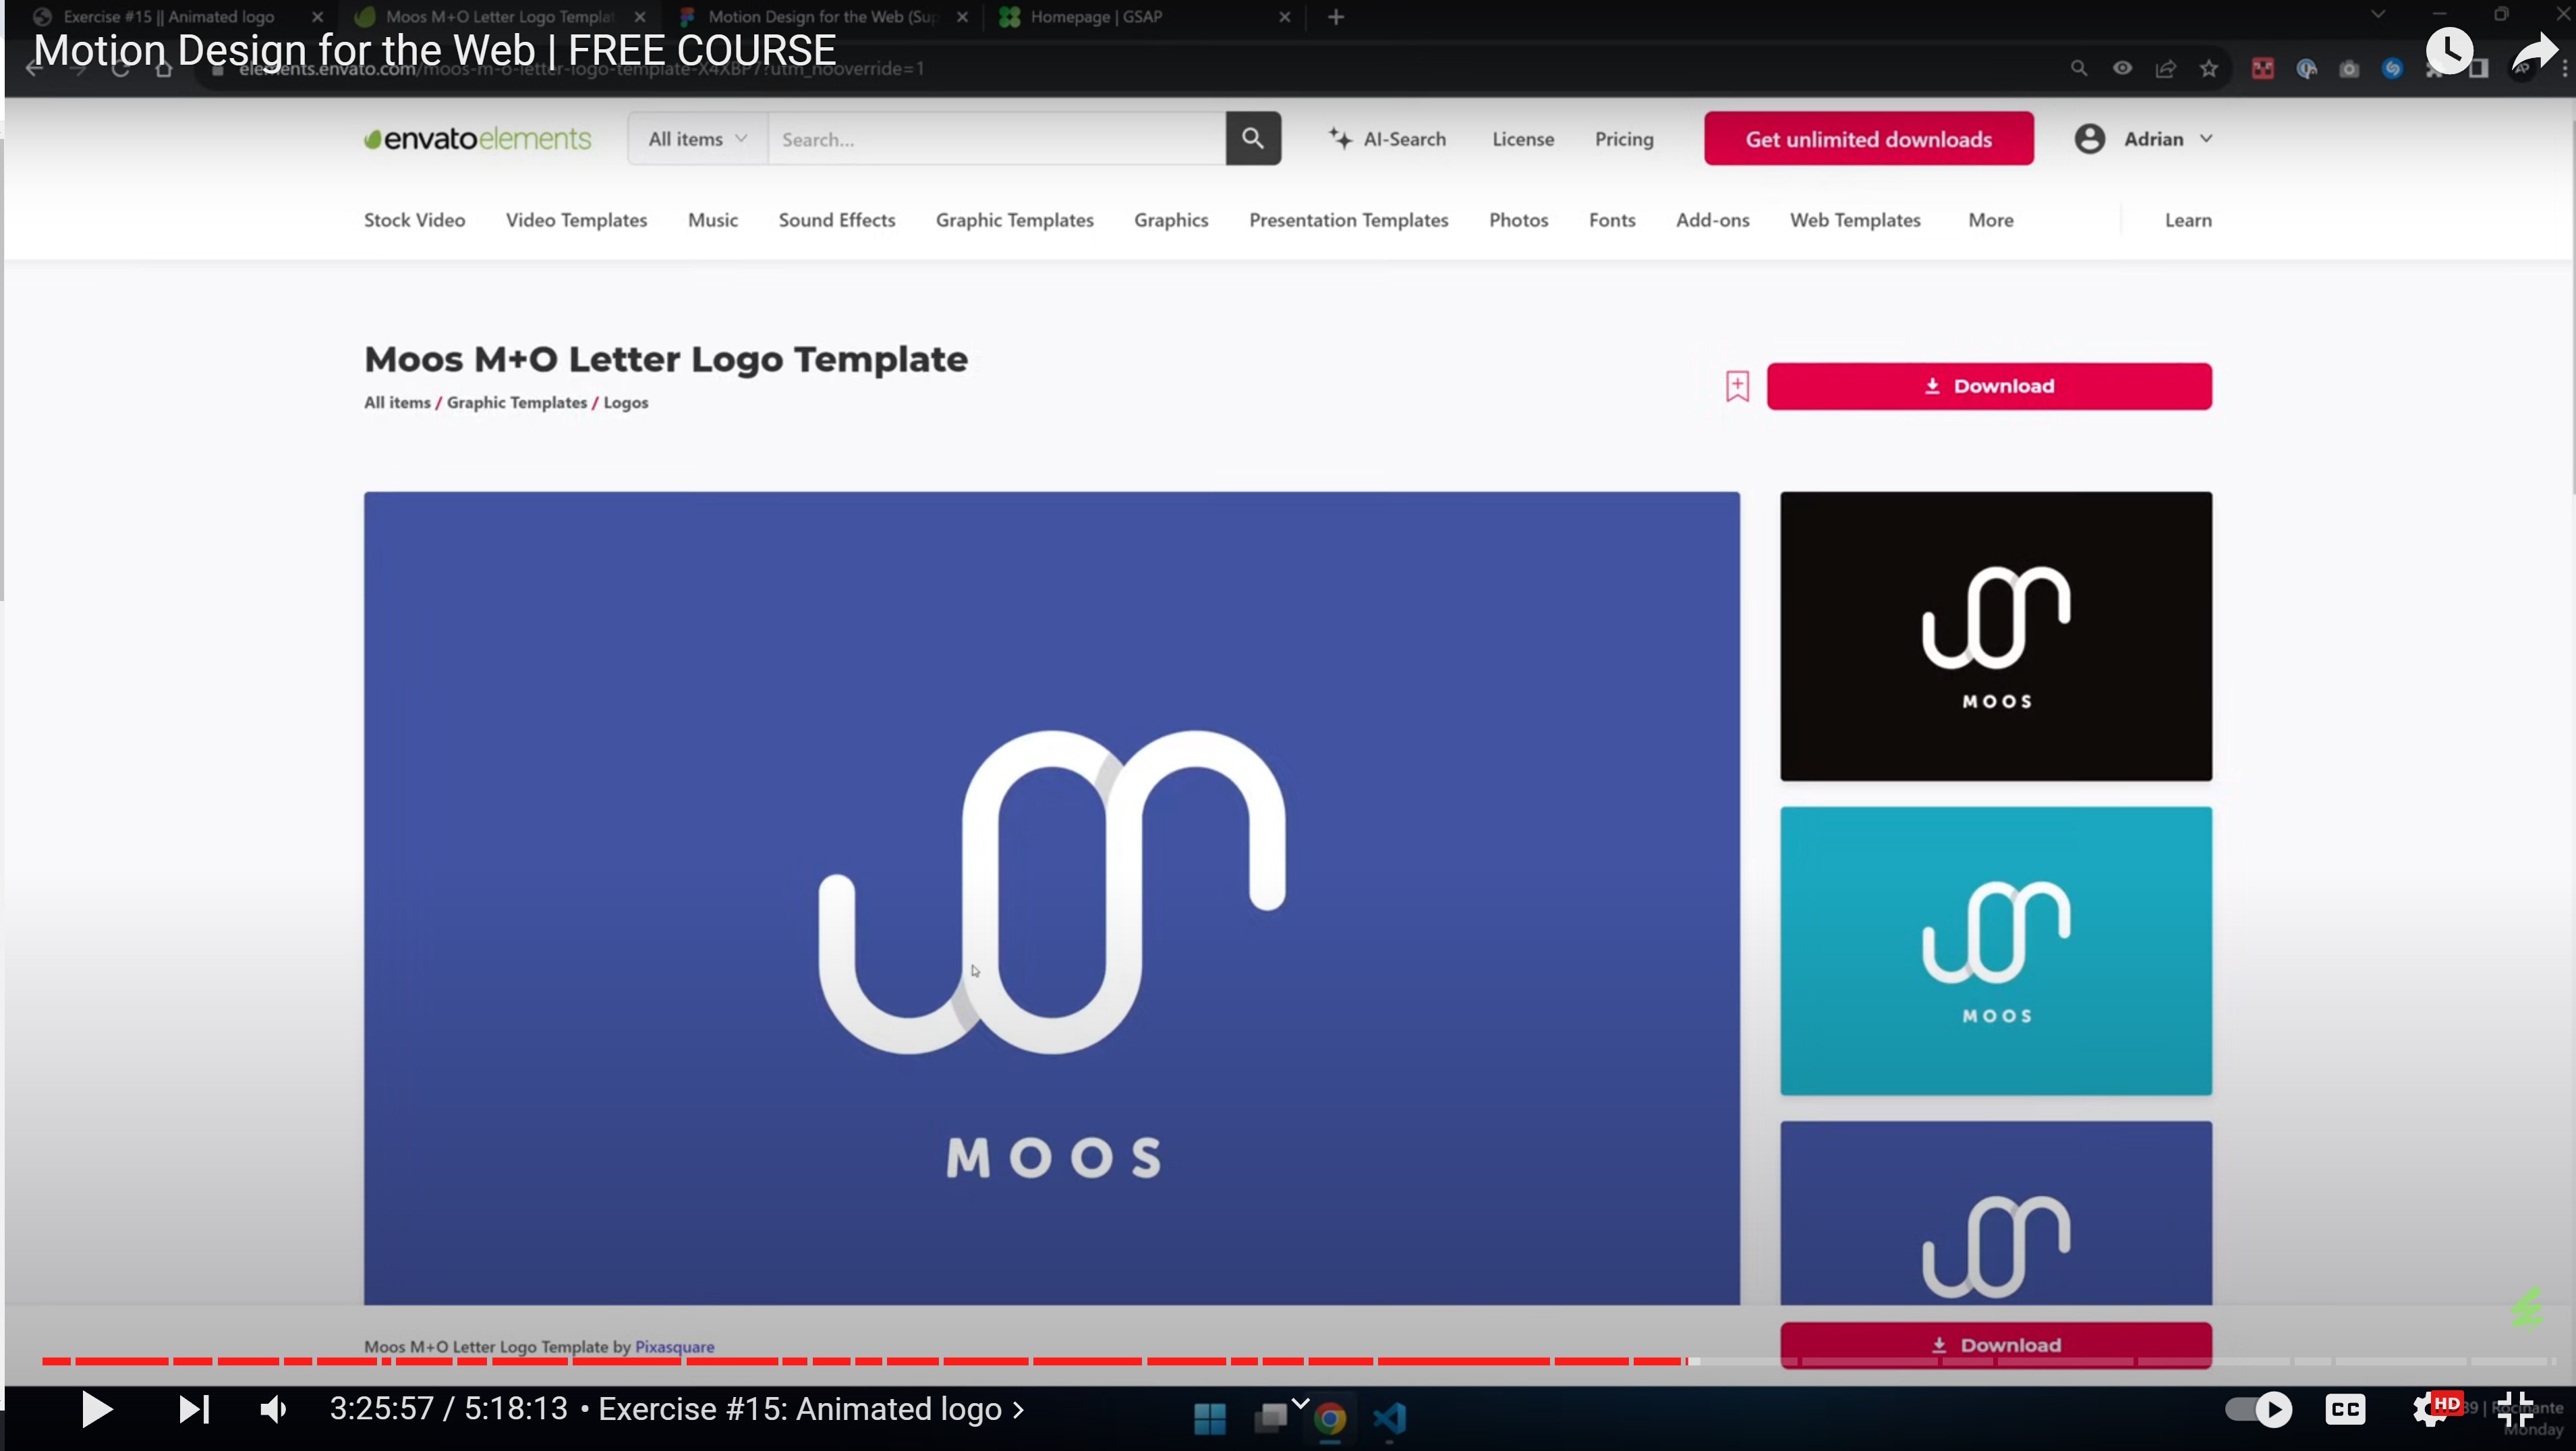 Exercise #15 || Animated logo
Moos M+O Letter Logo Templat
Motion Design for the Web (Sup
Homepage | GSAP
Motion Design for the Web | FREE COURSE
elements.envato.com/moos-m-o-letter-logo-template-X4XBP7?utm_nooverride=1
envatoelements
All items
Search...
AI-Search
License
Pricing
Get unlimited downloads
Adrian
Stock Video
Video Templates
Music
Sound Effects
Graphic Templates
Graphics
Presentation Templates
Photos
Fonts
Add-ons
Web Templates
More
Learn
Moos M+O Letter Logo Template
Download
All items / Graphic Templates / Logos
MOOS
MOOS
MOOS
Moos M+O Letter Logo Template by Pixasquare
Download
3:25:57 / 5:18:13 • Exercise #15: Animated logo
CC
HD
Monday